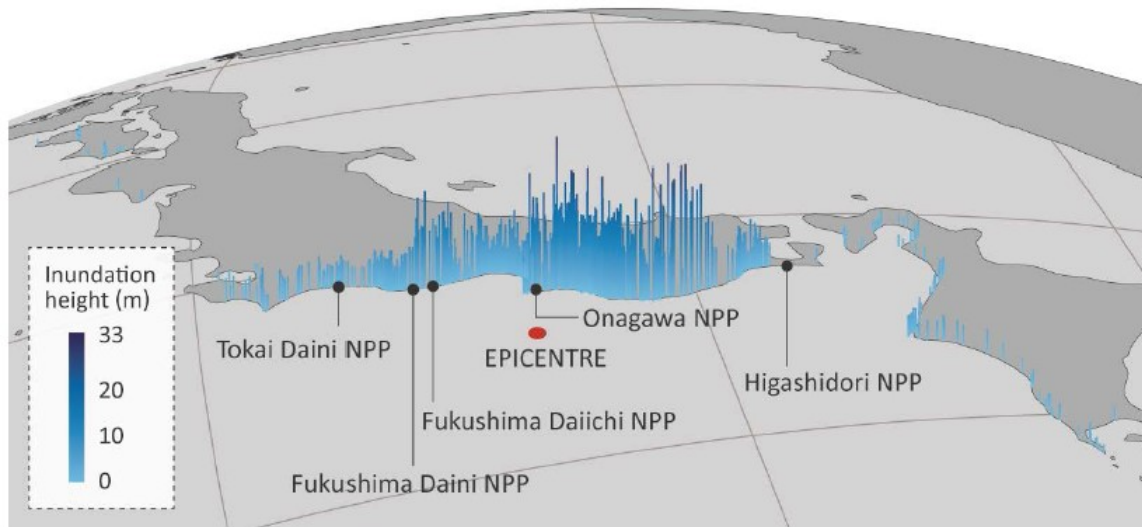 Inundation
height (m)
33
20
10
0
Tokai Daini NPP
Fukushima Daini NPP
Fukushima Daiichi NPP
EPICENTRE
Onagawa NPP
Higashidori NPP